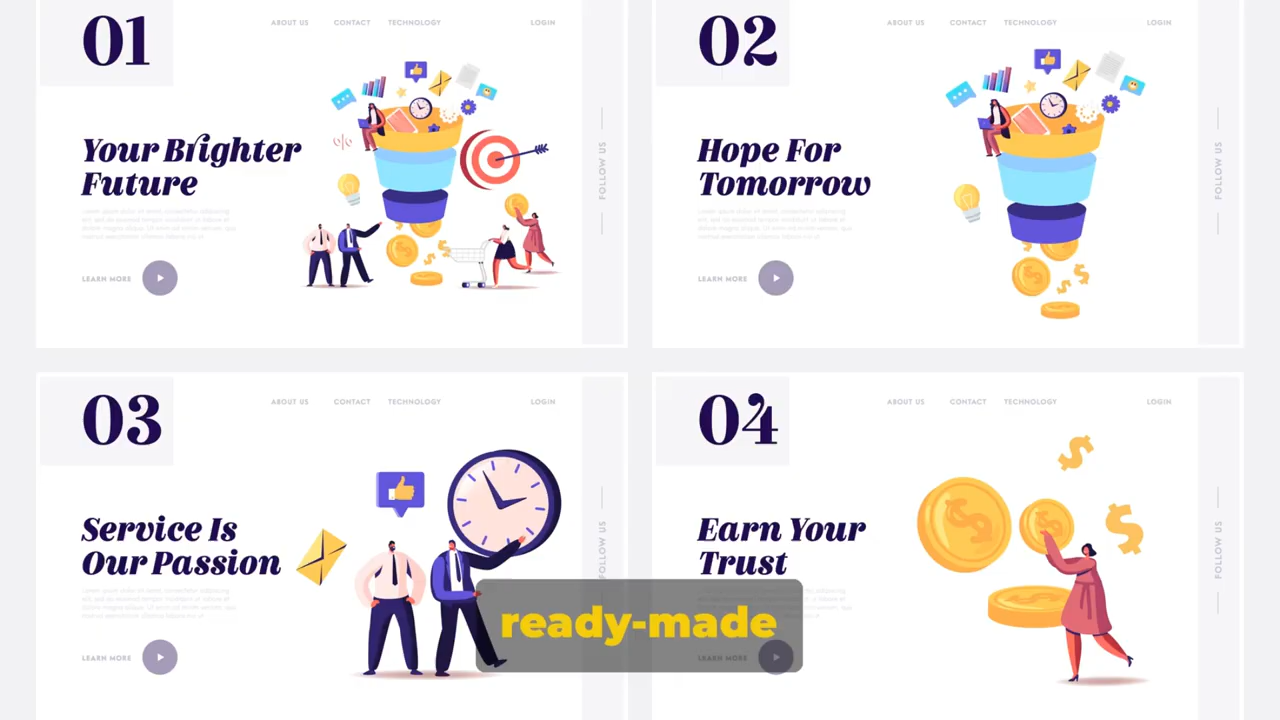 01
ABOUT US CONTACT TECHNOLOGY LOGIN
Your Brighter
Future
LEARN MORE
FOLLOW US
02
ABOUT US CONTACT TECHNOLOGY LOGIN
Hope For
Tomorrow
LEARN MORE
FOLLOW US
03
ABOUT US CONTACT TECHNOLOGY LOGIN
Service Is
Our Passion
LEARN MORE
FOLLOW US
04
ABOUT US CONTACT TECHNOLOGY LOGIN
Earn Your
Trust
LEARN MORE
FOLLOW US
ready-made